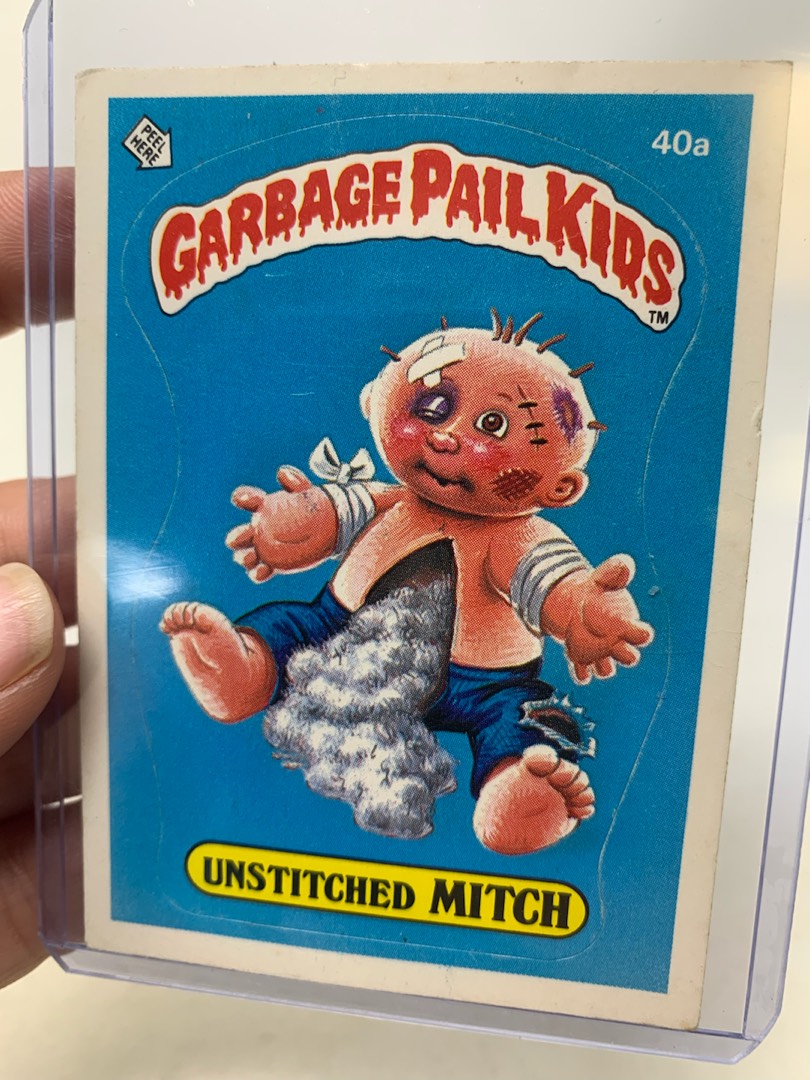 PEEL
HERE
40a
GARBAGE PAIL KIDS
TM
UNSTITCHED MITCH